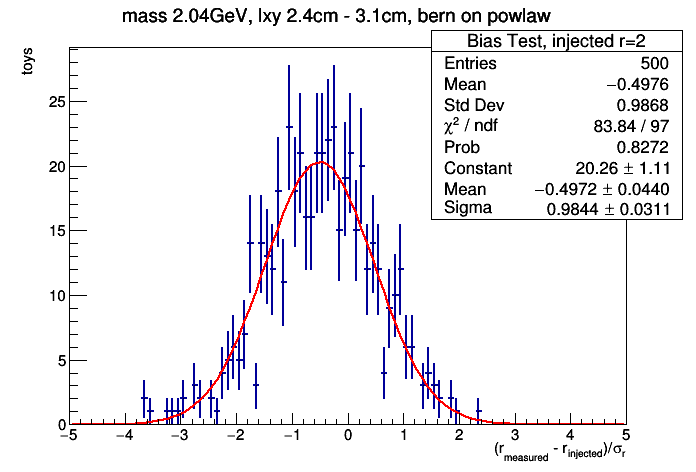 mass 2.04GeV, lxy 2.4cm - 3.1cm, bern on powlaw
toys
Bias Test, injected r=2
Entries 500
Mean −0.4976
Std Dev 0.9868
χ² / ndf 83.84 / 97
Prob 0.8272
Constant 20.26 ± 1.11
Mean −0.4972 ± 0.0440
Sigma 0.9844 ± 0.0311
25
20
15
10
5
0
−5 −4 −3 −2 −1 0 1 2 3 4 5
(r_measured - r_injected)/σ_r